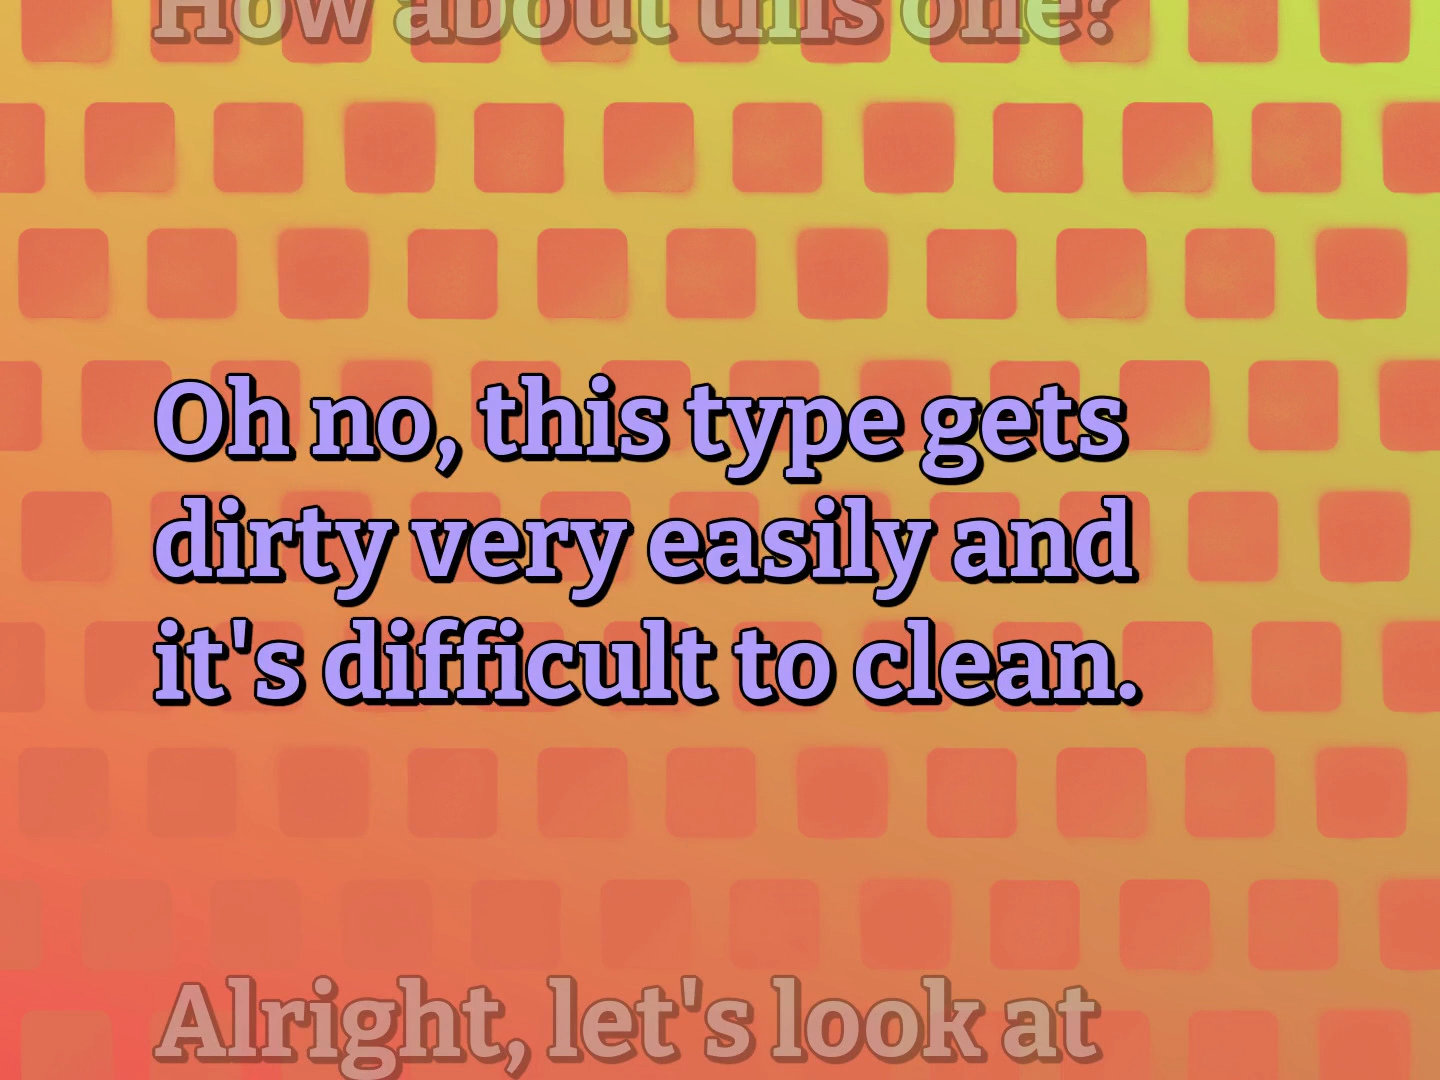 How about this one?
Oh no, this type gets
dirty very easily and
it's difficult to clean.
Alright, let's look at